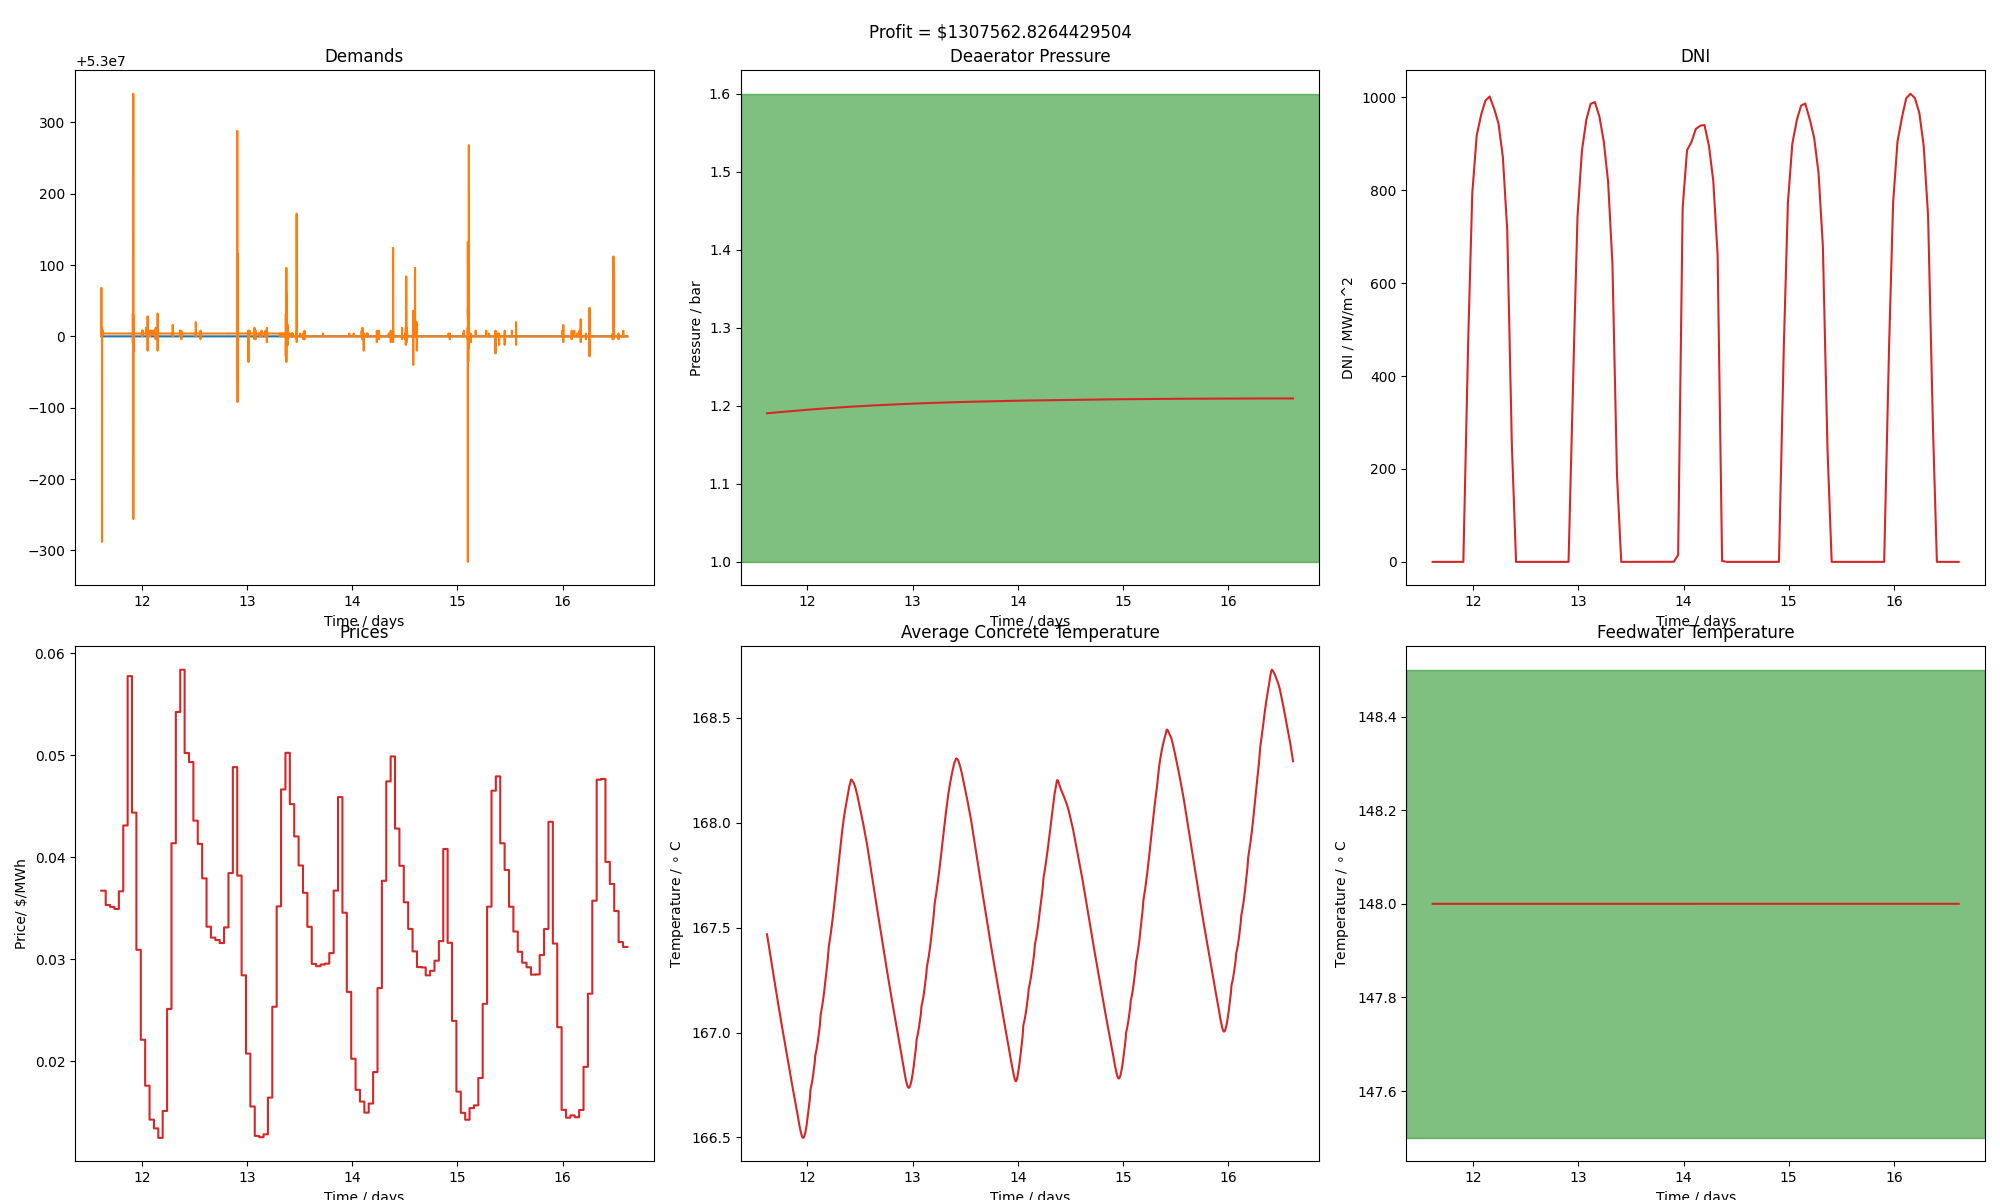 Profit = $1307562.8264429504
Demands
+5.3e7
300
200
100
0
−100
−200
−300
12 13 14 15 16
Time / days
Deaerator Pressure
Pressure / bar
1.6
1.5
1.4
1.3
1.2
1.1
1.0
12 13 14 15 16
Time / days
DNI
DNI / MW/m^2
1000
800
600
400
200
0
12 13 14 15 16
Time / days
Prices
Price/ $/MWh
0.06
0.05
0.04
0.03
0.02
12 13 14 15 16
Time / days
Average Concrete Temperature
Temperature / ∘ C
168.5
168.0
167.5
167.0
166.5
12 13 14 15 16
Time / days
Feedwater Temperature
Temperature / ∘ C
148.4
148.2
148.0
147.8
147.6
12 13 14 15 16
Time / days